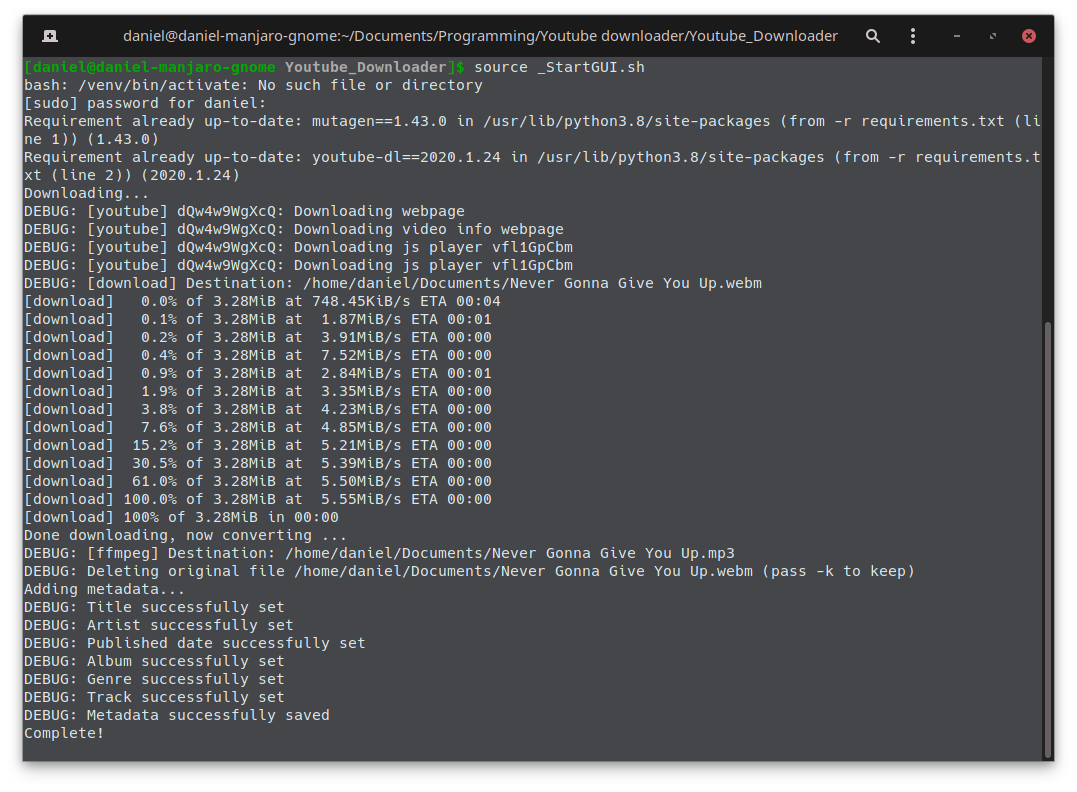 daniel@daniel-manjaro-gnome:~/Documents/Programming/Youtube downloader/Youtube_Downloader
[daniel@daniel-manjaro-gnome Youtube_Downloader]$ source _StartGUI.sh
bash: /venv/bin/activate: No such file or directory
[sudo] password for daniel:
Requirement already up-to-date: mutagen==1.43.0 in /usr/lib/python3.8/site-packages (from -r requirements.txt (li
ne 1)) (1.43.0)
Requirement already up-to-date: youtube-dl==2020.1.24 in /usr/lib/python3.8/site-packages (from -r requirements.t
xt (line 2)) (2020.1.24)
Downloading...
DEBUG: [youtube] dQw4w9WgXcQ: Downloading webpage
DEBUG: [youtube] dQw4w9WgXcQ: Downloading video info webpage
DEBUG: [youtube] dQw4w9WgXcQ: Downloading js player vfl1GpCbm
DEBUG: [youtube] dQw4w9WgXcQ: Downloading js player vfl1GpCbm
DEBUG: [download] Destination: /home/daniel/Documents/Never Gonna Give You Up.webm
[download]   0.0% of 3.28MiB at 748.45KiB/s ETA 00:04
[download]   0.1% of 3.28MiB at  1.87MiB/s ETA 00:01
[download]   0.2% of 3.28MiB at  3.91MiB/s ETA 00:00
[download]   0.4% of 3.28MiB at  7.52MiB/s ETA 00:00
[download]   0.9% of 3.28MiB at  2.84MiB/s ETA 00:01
[download]   1.9% of 3.28MiB at  3.35MiB/s ETA 00:00
[download]   3.8% of 3.28MiB at  4.23MiB/s ETA 00:00
[download]   7.6% of 3.28MiB at  4.85MiB/s ETA 00:00
[download]  15.2% of 3.28MiB at  5.21MiB/s ETA 00:00
[download]  30.5% of 3.28MiB at  5.39MiB/s ETA 00:00
[download]  61.0% of 3.28MiB at  5.50MiB/s ETA 00:00
[download] 100.0% of 3.28MiB at  5.55MiB/s ETA 00:00
[download] 100% of 3.28MiB in 00:00
Done downloading, now converting ...
DEBUG: [ffmpeg] Destination: /home/daniel/Documents/Never Gonna Give You Up.mp3
DEBUG: Deleting original file /home/daniel/Documents/Never Gonna Give You Up.webm (pass -k to keep)
Adding metadata...
DEBUG: Title successfully set
DEBUG: Artist successfully set
DEBUG: Published date successfully set
DEBUG: Album successfully set
DEBUG: Genre successfully set
DEBUG: Track successfully set
DEBUG: Metadata successfully saved
Complete!